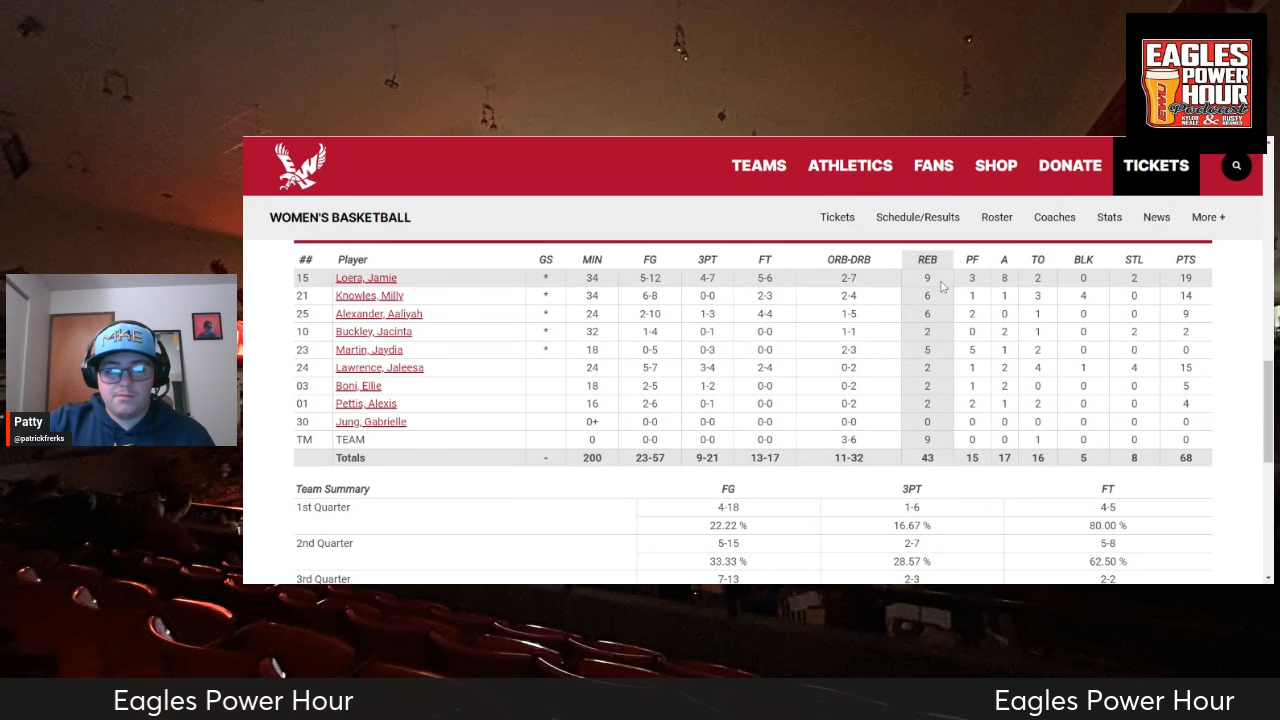 EAGLES
POWER
HOUR
Podcast
KYLOR NEALE & RUSTY
EWU
TEAMS ATHLETICS FANS SHOP DONATE TICKETS
WOMEN'S BASKETBALL Tickets Schedule/Results Roster Coaches Stats News More +
## Player GS MIN FG 3PT FT ORB-DRB REB PF A TO BLK STL PTS
15 Loera, Jamie * 34 5-12 4-7 5-6 2-7 9 3 8 2 0 2 19
21 Knowles, Milly * 34 6-8 0-0 2-3 2-4 6 1 1 3 4 0 14
25 Alexander, Aaliyah * 24 2-10 1-3 4-4 1-5 6 2 0 1 0 0 9
10 Buckley, Jacinta * 32 1-4 0-1 0-0 1-1 2 0 2 1 0 2 2
23 Martin, Jaydia * 18 0-5 0-3 0-0 2-3 5 5 1 2 0 0 0
24 Lawrence, Jaleesa 24 5-7 3-4 2-4 0-2 2 1 2 4 1 4 15
03 Boni, Ellie 18 2-5 1-2 0-0 0-2 2 1 2 0 0 0 5
01 Pettis, Alexis 16 2-6 0-1 0-0 0-2 2 2 1 2 0 0 4
30 Jung, Gabrielle 0+ 0-0 0-0 0-0 0-0 0 0 0 0 0 0 0
TM TEAM 0 0-0 0-0 0-0 3-6 9 0 0 1 0 0 0
Totals - 200 23-57 9-21 13-17 11-32 43 15 17 16 5 8 68
Team Summary FG 3PT FT
1st Quarter 4-18 1-6 4-5
22.22 % 16.67 % 80.00 %
2nd Quarter 5-15 2-7 5-8
33.33 % 28.57 % 62.50 %
3rd Quarter 7-13 2-3 2-2
MKE
Patty
@patrickfrerks
Eagles Power Hour Eagles Power Hour